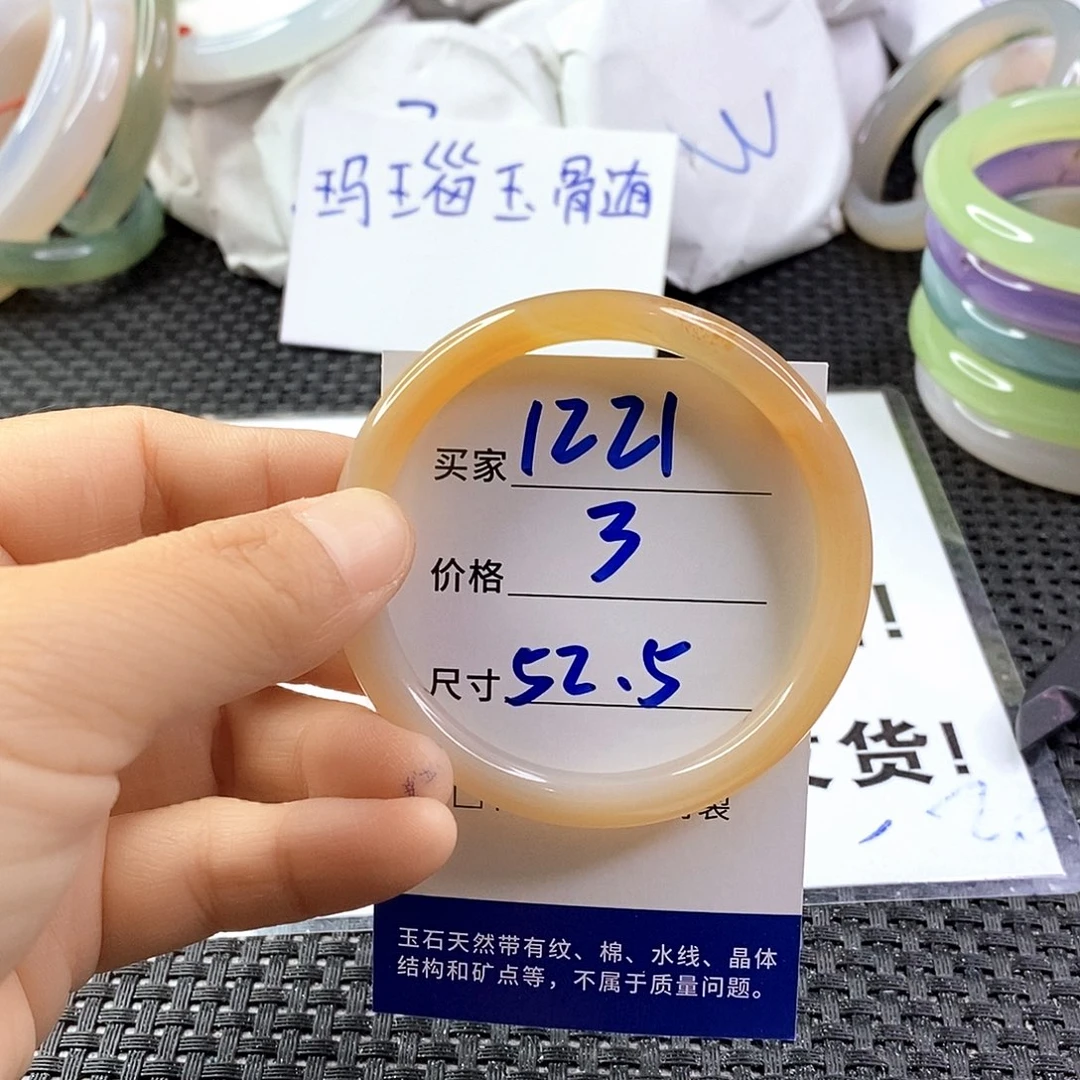 玛瑙玉骨髓
买家 1221
价格 3
尺寸 52.5
玉石天然带有纹、棉、水线、晶体
结构和矿点等，不属于质量问题。
!
发货!